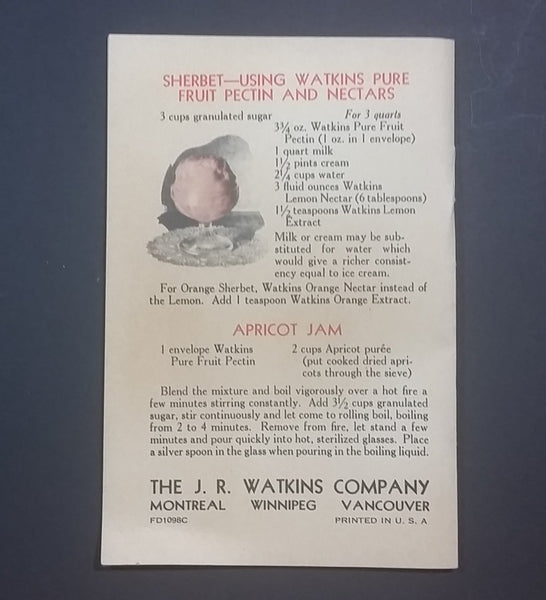 SHERBET—USING WATKINS PURE
FRUIT PECTIN AND NECTARS
3 cups granulated sugar
For 3 quarts
3¾ oz. Watkins Pure Fruit
Pectin (1 oz. in 1 envelope)
1 quart milk
1½ pints cream
2¼ cups water
3 fluid ounces Watkins
Lemon Nectar (6 tablespoons)
1½ teaspoons Watkins Lemon
Extract
Milk or cream may be sub-
stituted for water which
would give a richer consist-
ency equal to ice cream.
For Orange Sherbet, Watkins Orange Nectar instead of
the Lemon. Add 1 teaspoon Watkins Orange Extract.
APRICOT JAM
1 envelope Watkins
Pure Fruit Pectin
2 cups Apricot purée
(put cooked dried apri-
cots through the sieve)
Blend the mixture and boil vigorously over a hot fire a
few minutes stirring constantly. Add 3½ cups granulated
sugar, stir continuously and let come to rolling boil, boiling
from 2 to 4 minutes. Remove from fire, let stand a few
minutes and pour quickly into hot, sterilized glasses. Place
a silver spoon in the glass when pouring in the boiling liquid.
THE J. R. WATKINS COMPANY
MONTREAL WINNIPEG VANCOUVER
FD1098C PRINTED IN U. S. A